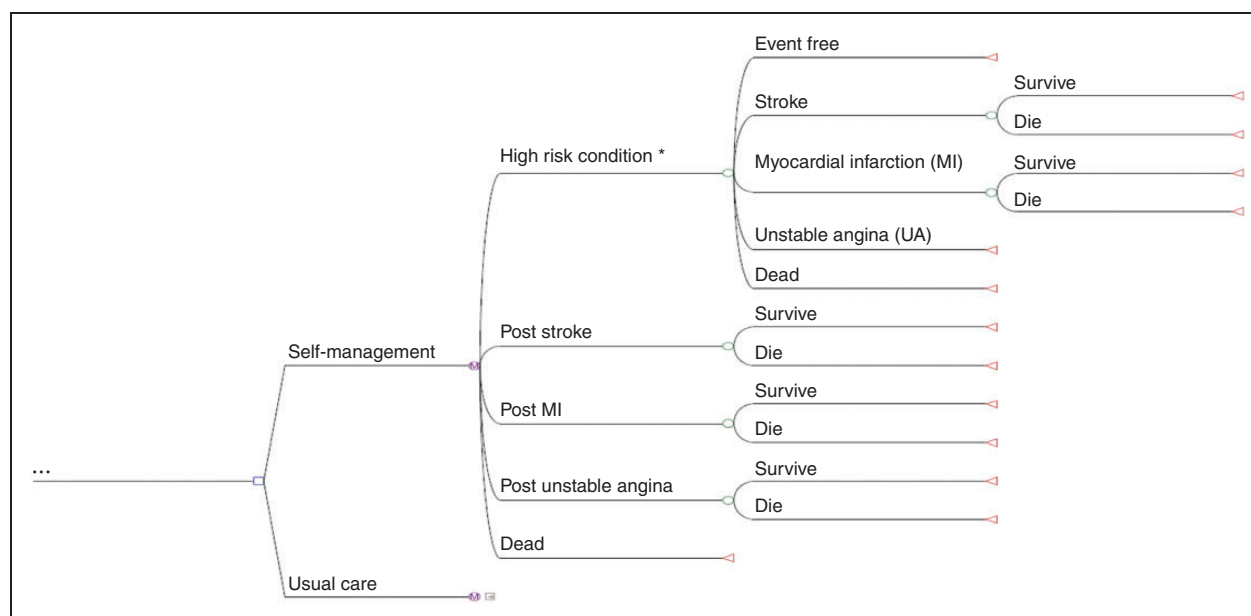 Event free
Survive
Stroke
Die
High risk condition *
Myocardial infarction (MI)
Survive
Die
Unstable angina (UA)
Dead
Survive
Post stroke
Self-management
Die
Survive
Post MI
Die
...
Survive
Post unstable angina
Die
Dead
Usual care
M
M